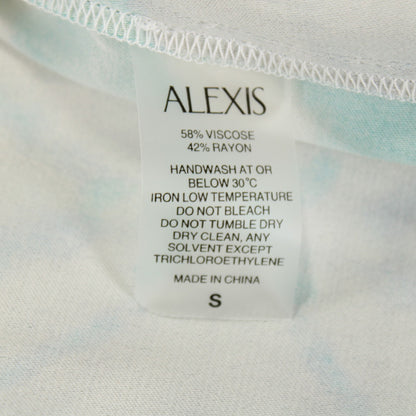 ALEXIS
58% VISCOSE
42% RAYON
HANDWASH AT OR
BELOW 30°C
IRON LOW TEMPERATURE
DO NOT BLEACH
DO NOT TUMBLE DRY
DRY CLEAN, ANY
SOLVENT EXCEPT
TRICHLOROETHYLENE
MADE IN CHINA
S